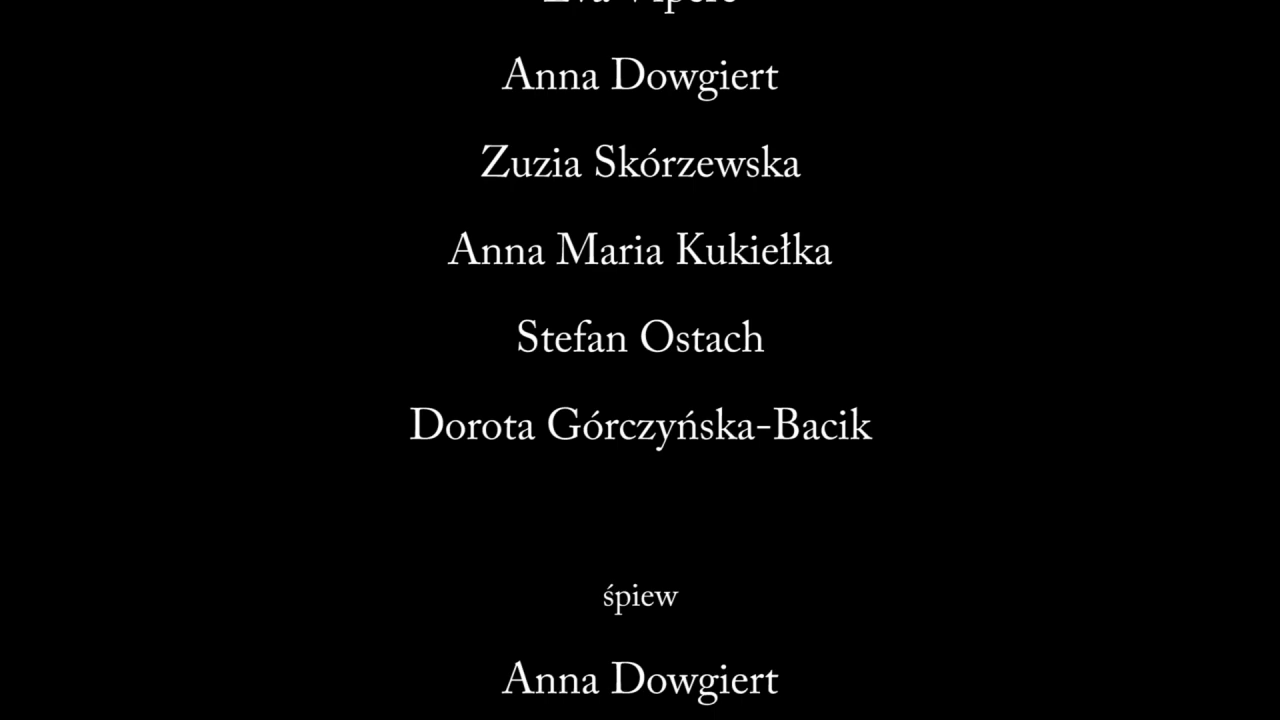 Anna Dowgiert
Zuzia Skórzewska
Anna Maria Kukiełka
Stefan Ostach
Dorota Górczyńska-Bacik
śpiew
Anna Dowgiert